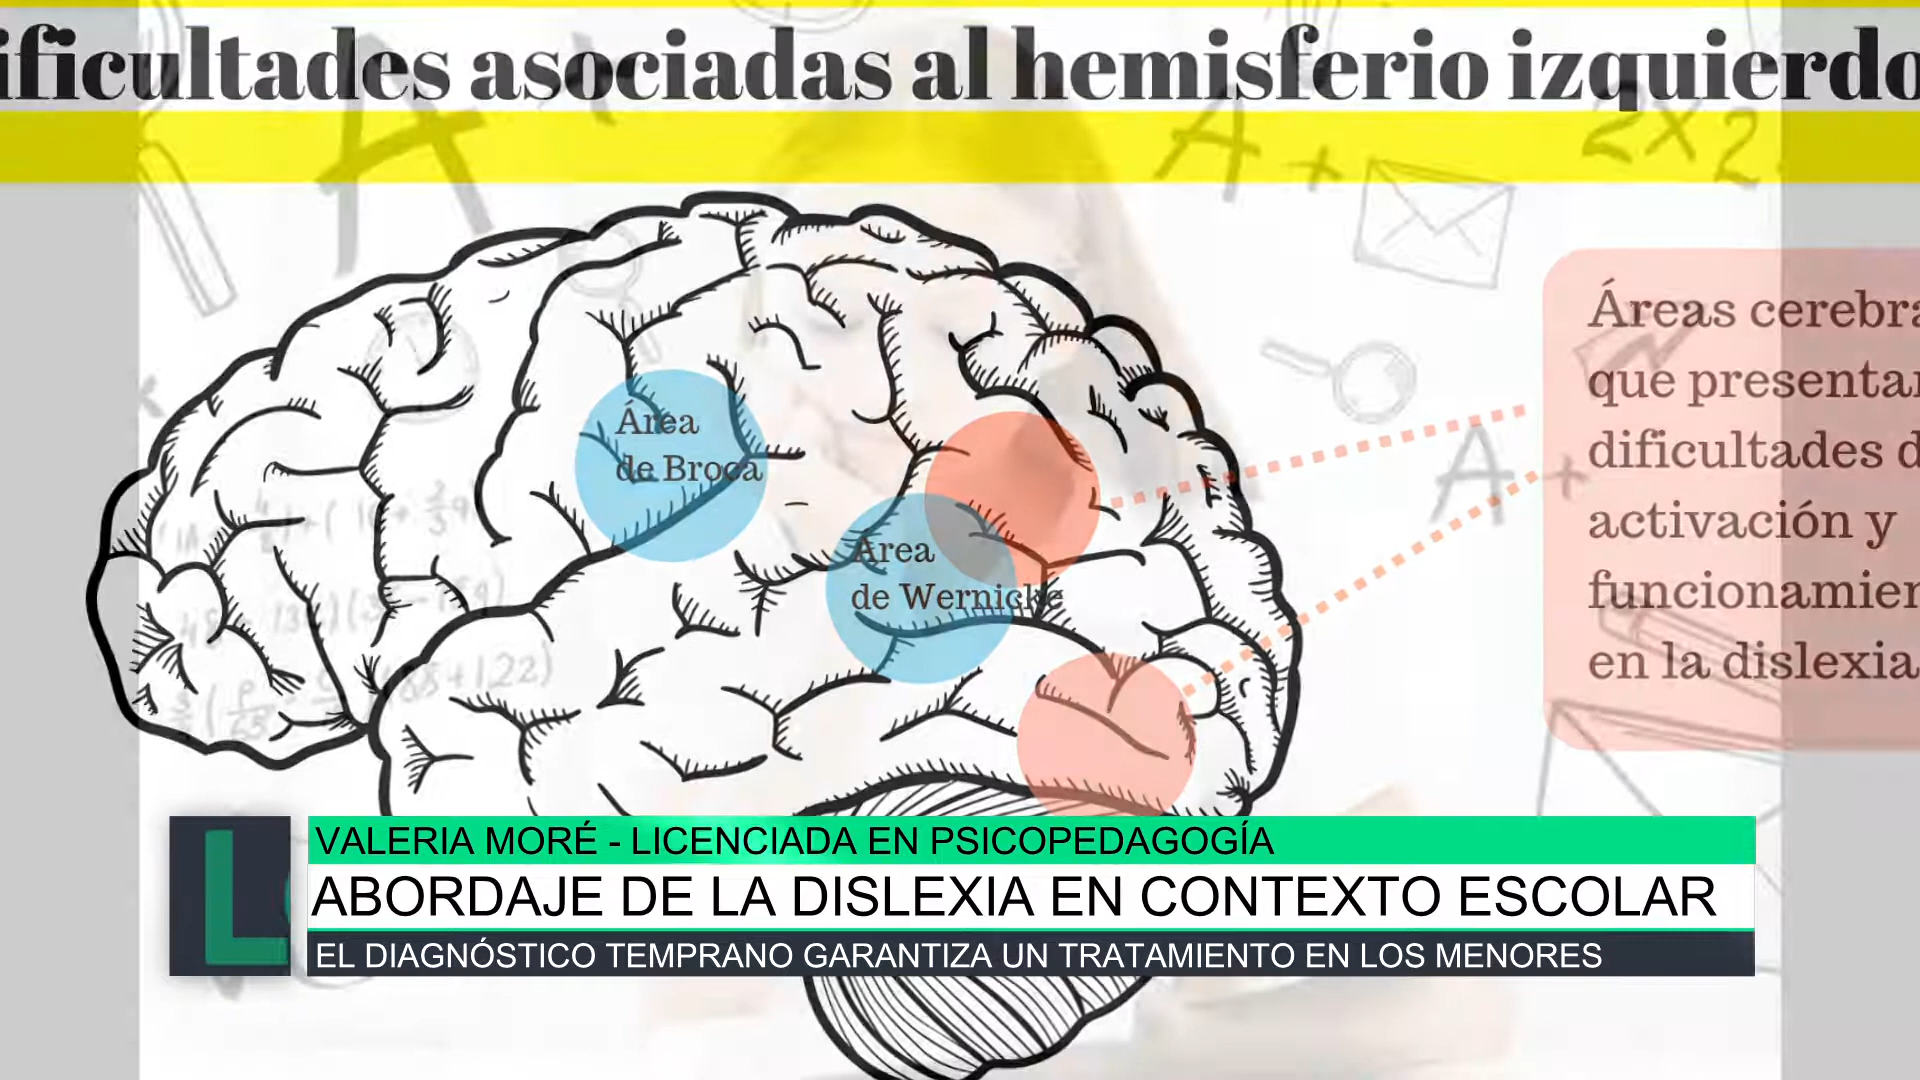 ificultades asociadas al hemisferio izquierdo
A+
A +
2x2
Áreas cerebra
que presentan
dificultades d
activación y
funcionamien
en la dislexia
Área
de Broca
Área
de Wernicke
A +
VALERIA MORÉ - LICENCIADA EN PSICOPEDAGOGÍA
ABORDAJE DE LA DISLEXIA EN CONTEXTO ESCOLAR
EL DIAGNÓSTICO TEMPRANO GARANTIZA UN TRATAMIENTO EN LOS MENORES
L